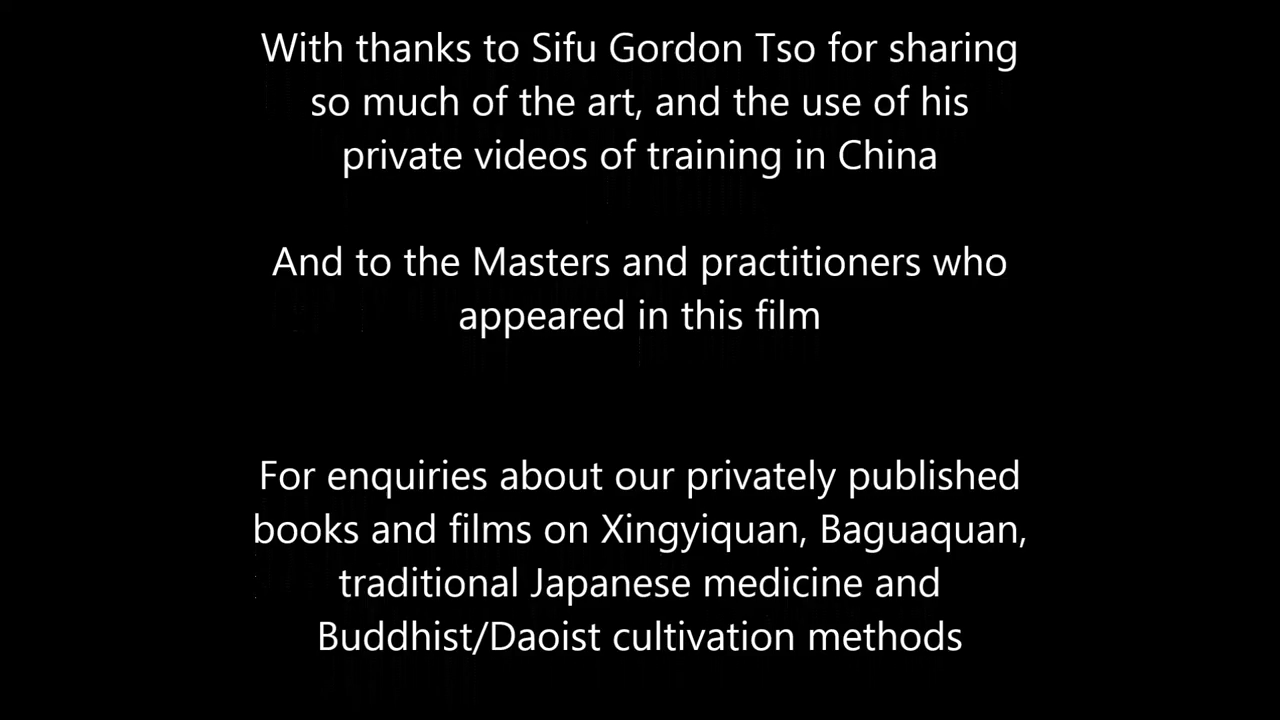 With thanks to Sifu Gordon Tso for sharing
so much of the art, and the use of his
private videos of training in China
And to the Masters and practitioners who
appeared in this film
For enquiries about our privately published
books and films on Xingyiquan, Baguaquan,
traditional Japanese medicine and
Buddhist/Daoist cultivation methods